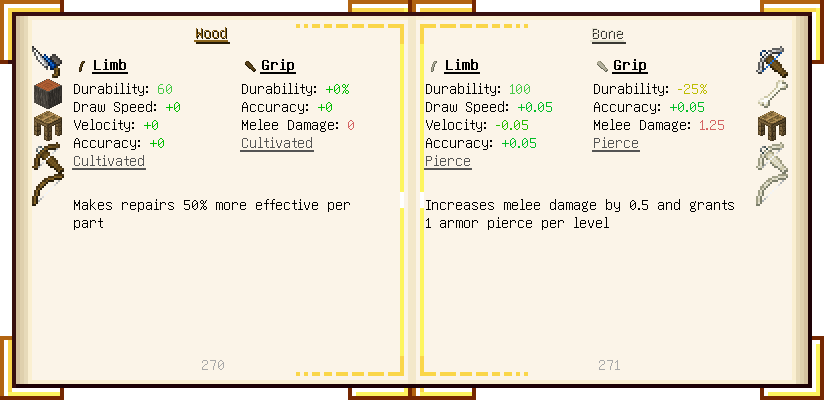 Wood
Limb
Durability: 60
Draw Speed: +0
Velocity: +0
Accuracy: +0
Cultivated
Grip
Durability: +0%
Accuracy: +0
Melee Damage: 0
Cultivated
Makes repairs 50% more effective per
part
270
Bone
Limb
Durability: 100
Draw Speed: +0.05
Velocity: -0.05
Accuracy: +0.05
Pierce
Grip
Durability: -25%
Accuracy: +0.05
Melee Damage: 1.25
Pierce
Increases melee damage by 0.5 and grants
1 armor pierce per level
271